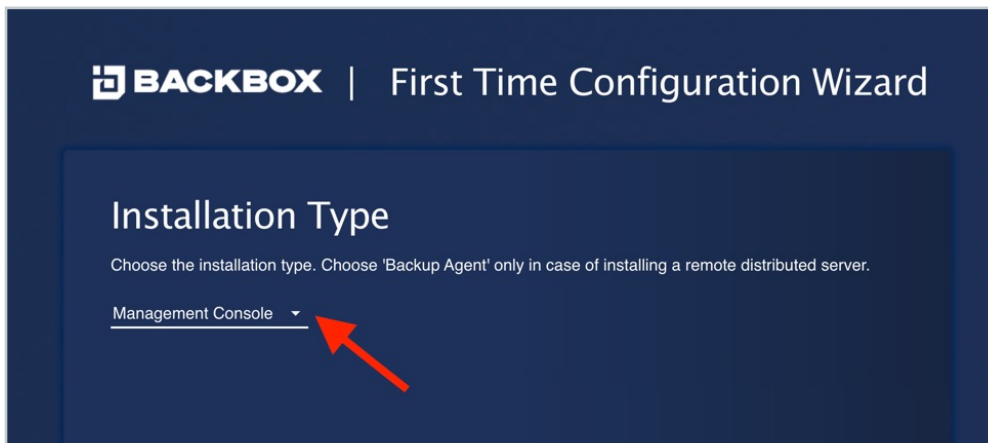 BACKBOX | First Time Configuration Wizard
Installation Type
Choose the installation type. Choose 'Backup Agent' only in case of installing a remote distributed server.
Management Console